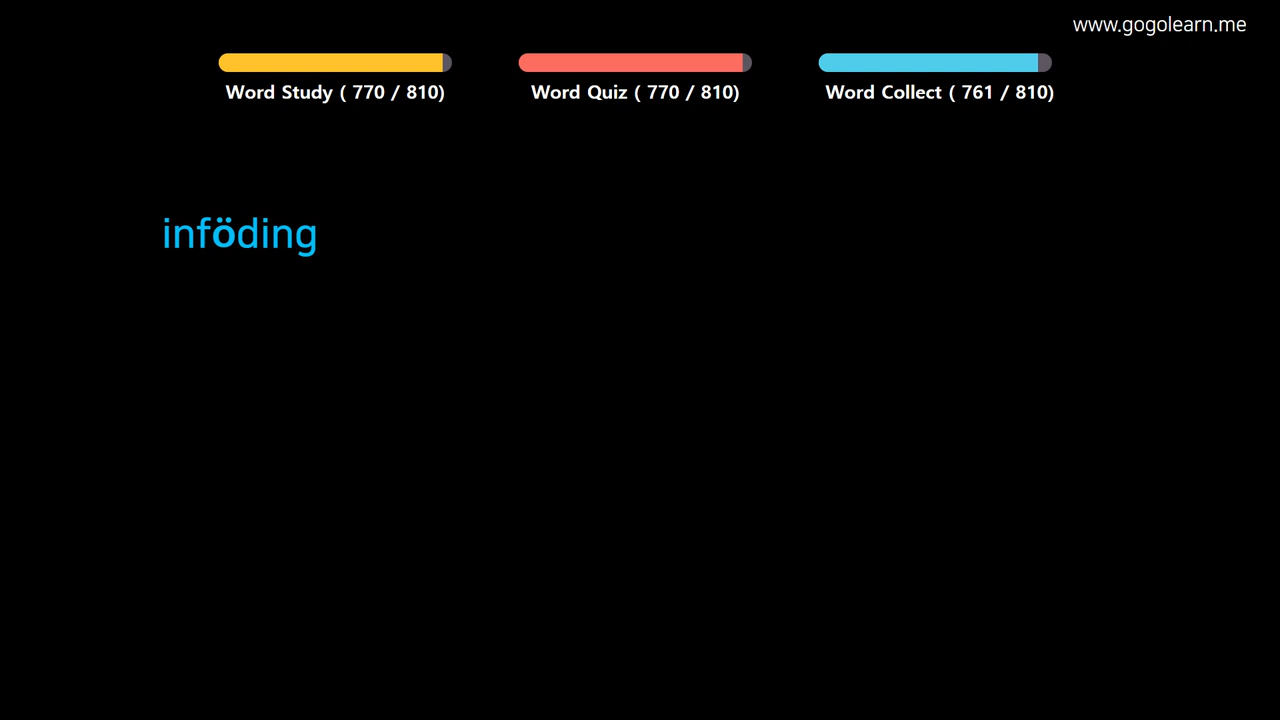 www.gogolearn.me
Word Study ( 770 / 810)
Word Quiz ( 770 / 810)
Word Collect ( 761 / 810)
inföding